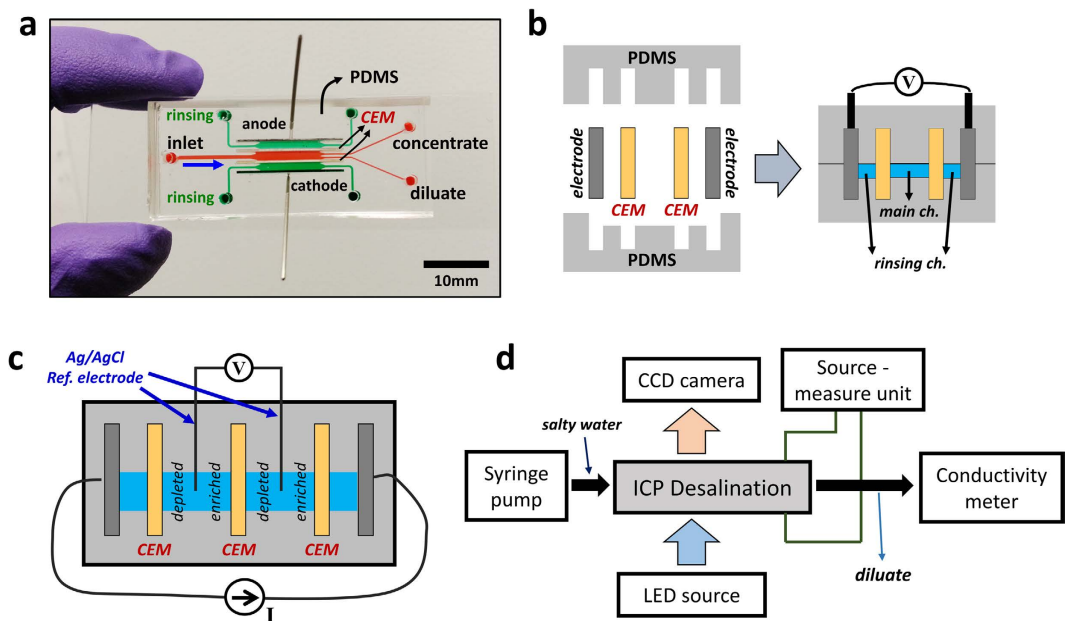 a
PDMS
anode
CEM
rinsing
inlet
concentrate
rinsing
cathode
diluate
10mm
b
PDMS
electrode
CEM
CEM
electrode
PDMS
V
main ch.
rinsing ch.
c
Ag/AgCl
Ref. electrode
V
depleted
enriched
depleted
enriched
CEM
CEM
CEM
I
d
CCD camera
Source -
measure unit
salty water
Syringe
pump
ICP Desalination
Conductivity
meter
LED source
diluate